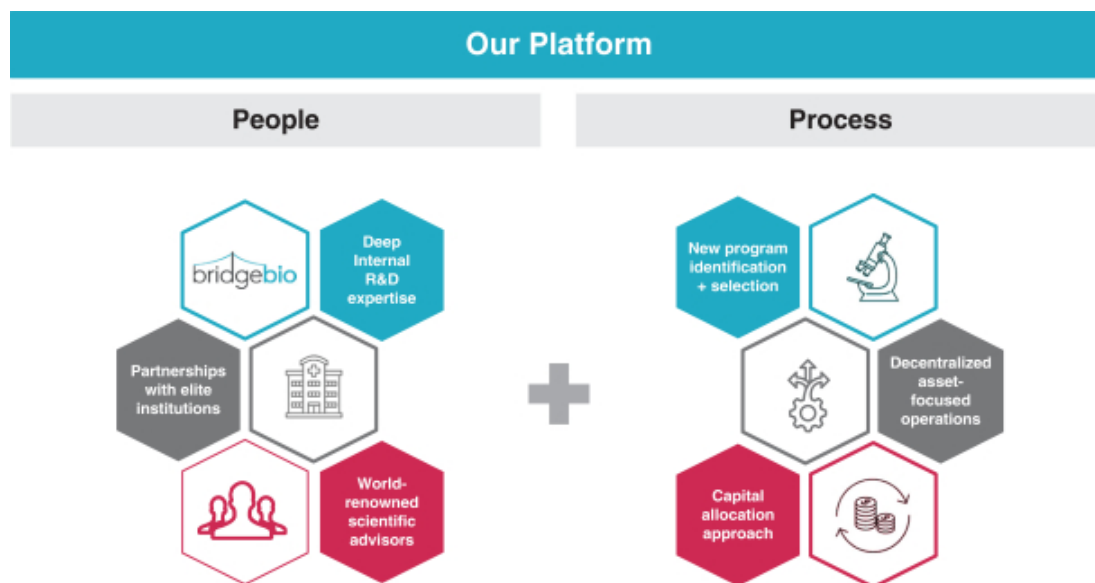 Our Platform
People
Process
bridgebio
Deep
Internal
R&D
expertise
Partnerships
with elite
institutions
World-
renowned
scientific
advisors
New program
identification
+ selection
Decentralized
asset-
focused
operations
Capital
allocation
approach